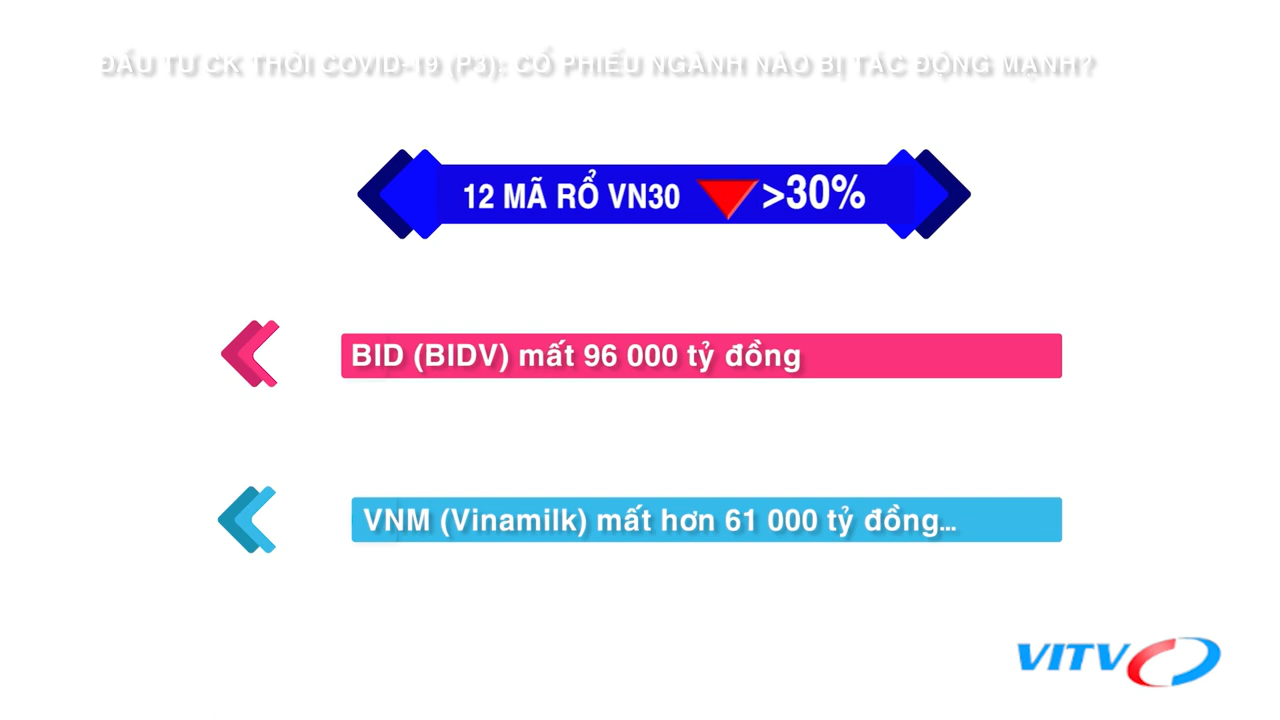 ĐẦU TƯ CK THỜI COVID-19 (P3): CỔ PHIẾU NGÀNH NÀO BỊ TÁC ĐỘNG MẠNH?
12 MÃ RỔ VN30 >30%
BID (BIDV) mất 96 000 tỷ đồng
VNM (Vinamilk) mất hơn 61 000 tỷ đồng...
VITV